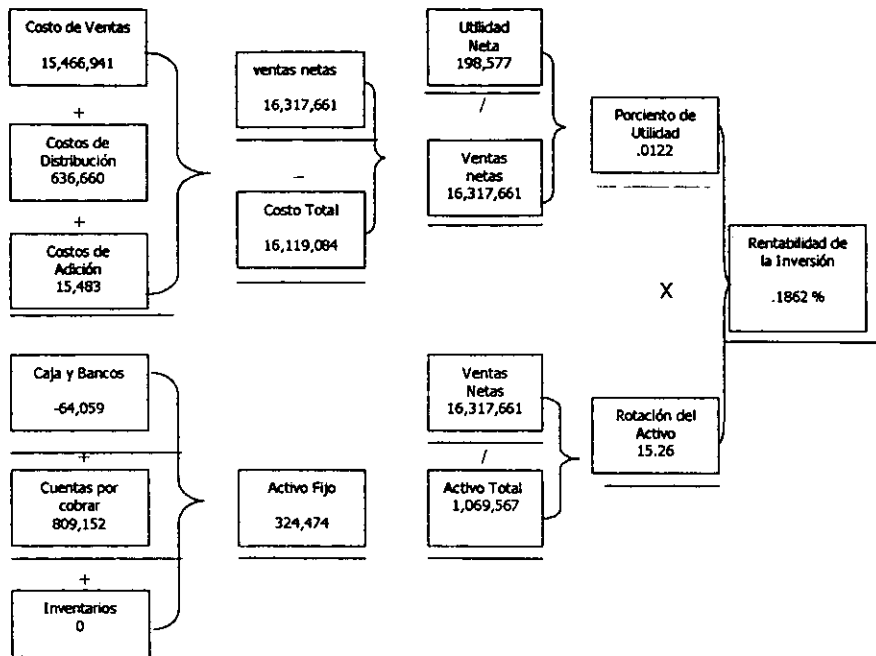 Costo de Ventas
15,466,941
+
Costos de
Distribución
636,660
+
Costos de
Adición
15,483
ventas netas
16,317,661
–
Costo Total
16,119,084
Utilidad
Neta
198,577
/
Ventas
netas
16,317,661
Porciento de
Utilidad
.0122
X
Rentabilidad de
la Inversión
.1862 %
Caja y Bancos
-64,059
+
Cuentas por
cobrar
809,152
+
Inventarios
0
Activo Fijo
324,474
Ventas
Netas
16,317,661
/
Activo Total
1,069,567
Rotación del
Activo
15.26